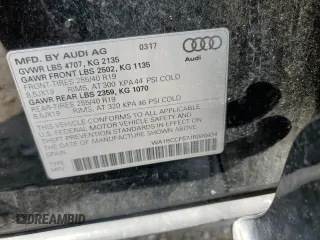 MFD. BY AUDI AG 03/17 Audi
GVWR LBS 4707, KG 2135
GAWR FRONT LBS 2502, KG 1135
FRONT-TIRES 255/40 R19
8.5JX19 RIMS, AT 300 KPA 44 PSI COLD
GAWR REAR LBS 2359, KG 1070
REAR-TIRES 255/40 R19
8.5JX19 RIMS, AT 320 KPA 46 PSI COLD
THIS VEHICLE CONFORMS TO ALL APPLICABLE
FEDERAL MOTOR VEHICLE SAFETY, BUMPER, AND
THEFT PREVENTION STANDARDS IN EFFECT ON THE
DATE OF MANUFACTURE SHOWN ABOVE.
DREAMBID